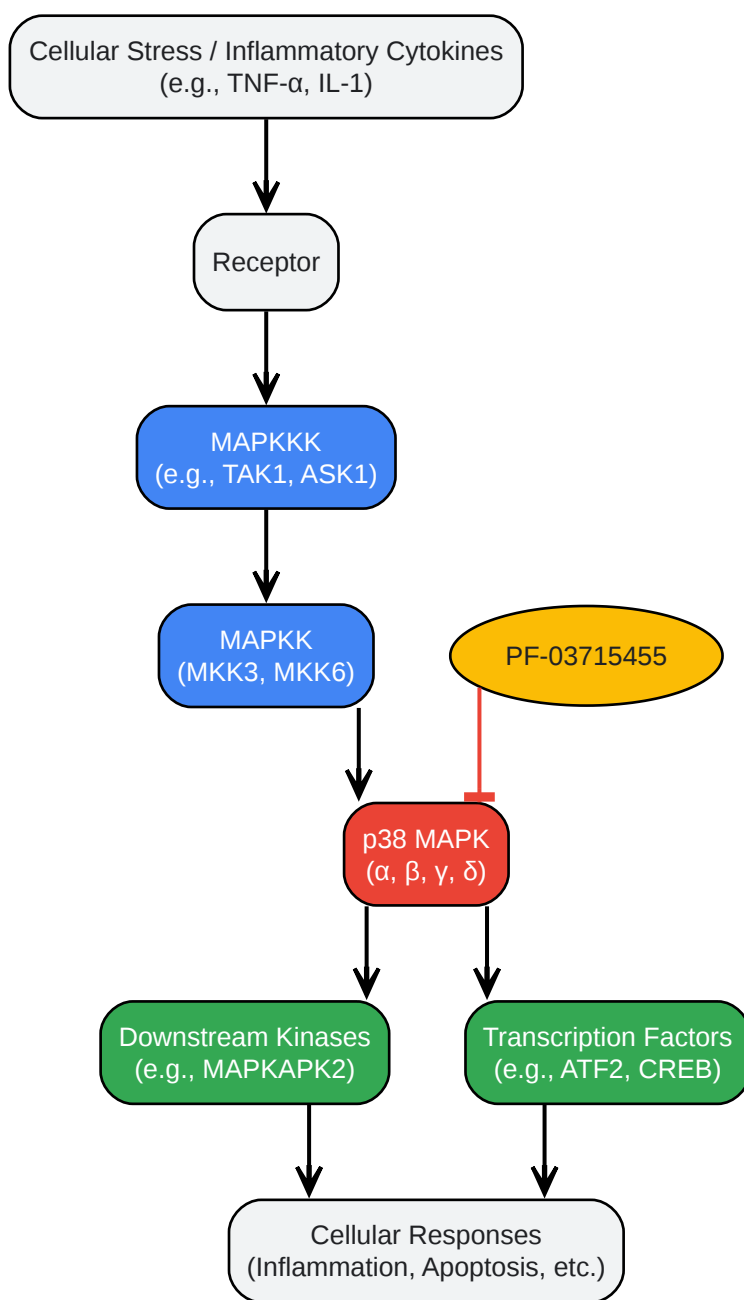 Cellular Stress / Inflammatory Cytokines
(e.g., TNF-α, IL-1)
Receptor
MAPKKK
(e.g., TAK1, ASK1)
MAPKK
(MKK3, MKK6)
PF-03715455
p38 MAPK
(α, β, γ, δ)
Downstream Kinases
(e.g., MAPKAPK2)
Transcription Factors
(e.g., ATF2, CREB)
Cellular Responses
(Inflammation, Apoptosis, etc.)